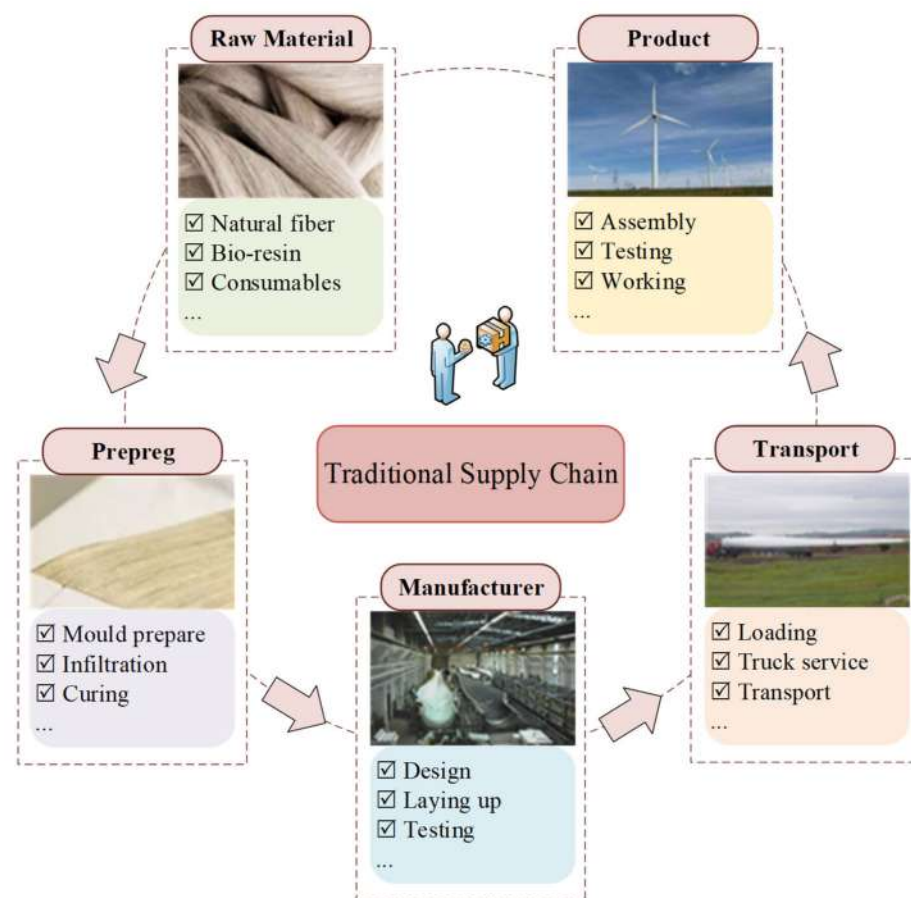 Raw Material
☑ Natural fiber
☑ Bio-resin
☑ Consumables
...
Product
☑ Assembly
☑ Testing
☑ Working
...
Traditional Supply Chain
Prepreg
☑ Mould prepare
☑ Infiltration
☑ Curing
...
Manufacturer
☑ Design
☑ Laying up
☑ Testing
...
Transport
☑ Loading
☑ Truck service
☑ Transport
...